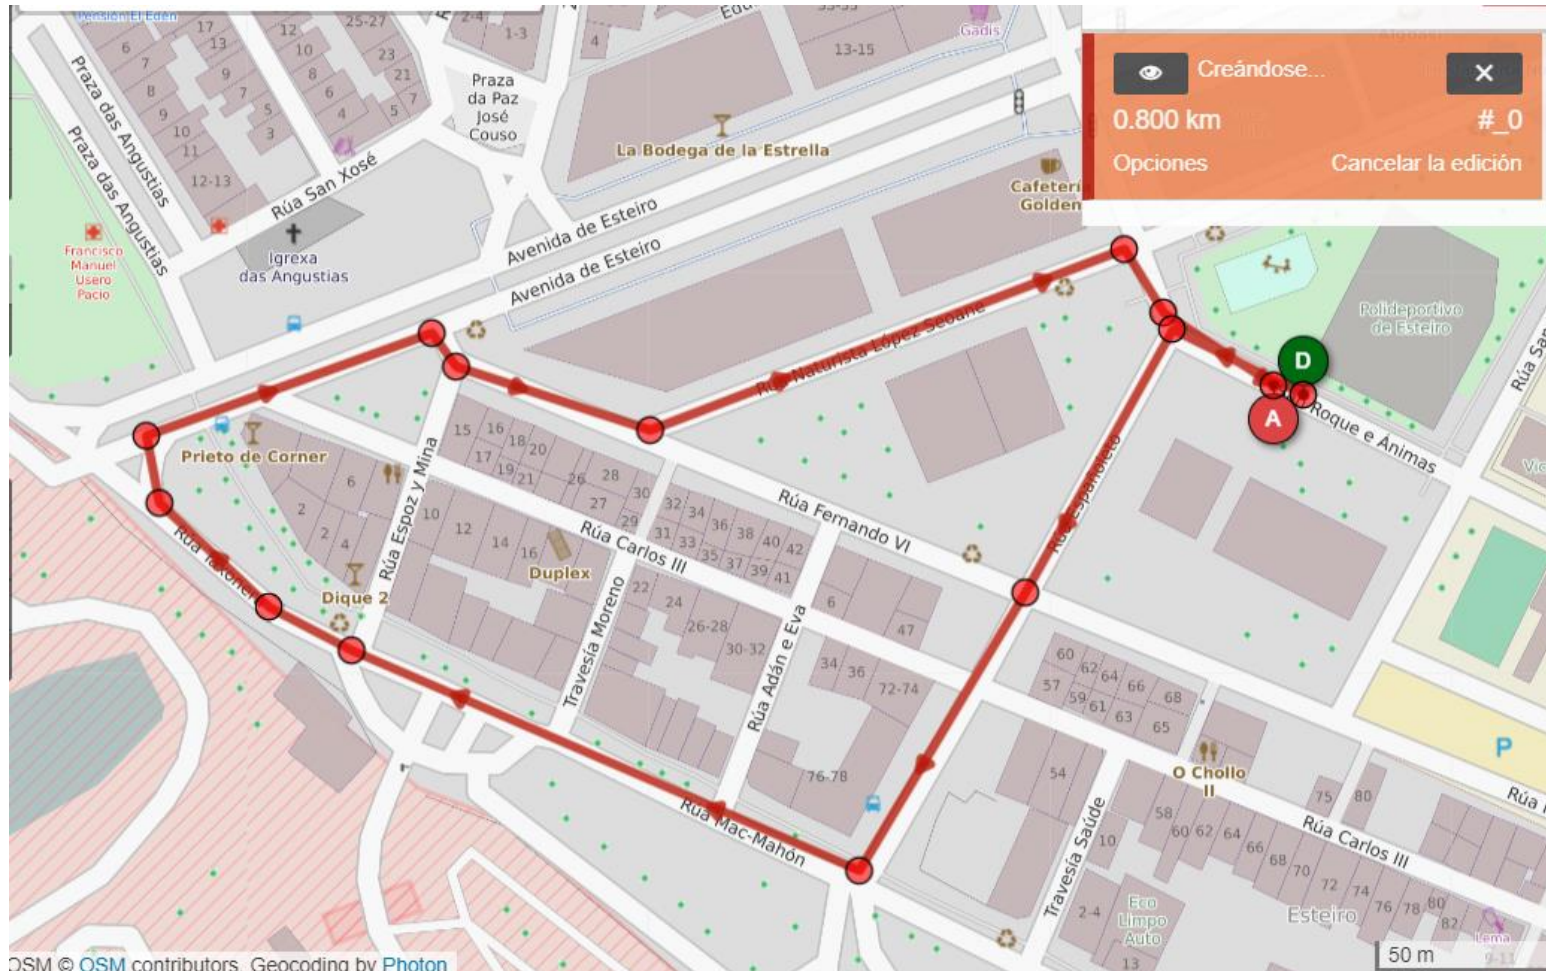 Pensión El Edén
17
13
6
7
9
8
7
9
5
10
3
11
12-13
12
10
8
6
4
25-27
23
21
7
5
2-4
1-3
4
13-15
Gadis
Praza
da Paz
José
Couso
La Bodega de la Estrella
Praza das Angustias
Praza das Angustias
Rúa San Xosé
Francisco
Manuel
Usero
Pacio
Igrexa
das Angustias
Avenida de Esteiro
Avenida de Esteiro
Creándose...
0.800 km
#_0
Opciones
Cancelar la edición
Polideportivo
de Esteiro
D
A
Roque e Ánimas
Naturista López Seoane
Prieto de Corner
6
2
2
4
Dique 2
Rúa Espoz y Mina
15
16
18
20
17
19
21
26
28
27
30
29
32
34
36
38
40
42
31
33
35
37
39
41
10
12
14
16
Duplex
Rúa Carlos III
Rúa Fernando VI
Travesía Moreno
22
24
26-28
30-32
Rúa Adán e Eva
6
47
34
36
72-74
76-78
Rúa Mac-Mahón
60
62
64
66
68
57
59
61
63
65
54
O Chollo
II
75
80
Travesía Saúde
10
58
60
62
64
66
68
70
72
74
76
78
80
82
Rúa Carlos III
P
2-4
Eco
Limpo
Auto
13
Esteiro
Lema
9-11
50 m
OSM © OSM contributors. Geocoding by Photon